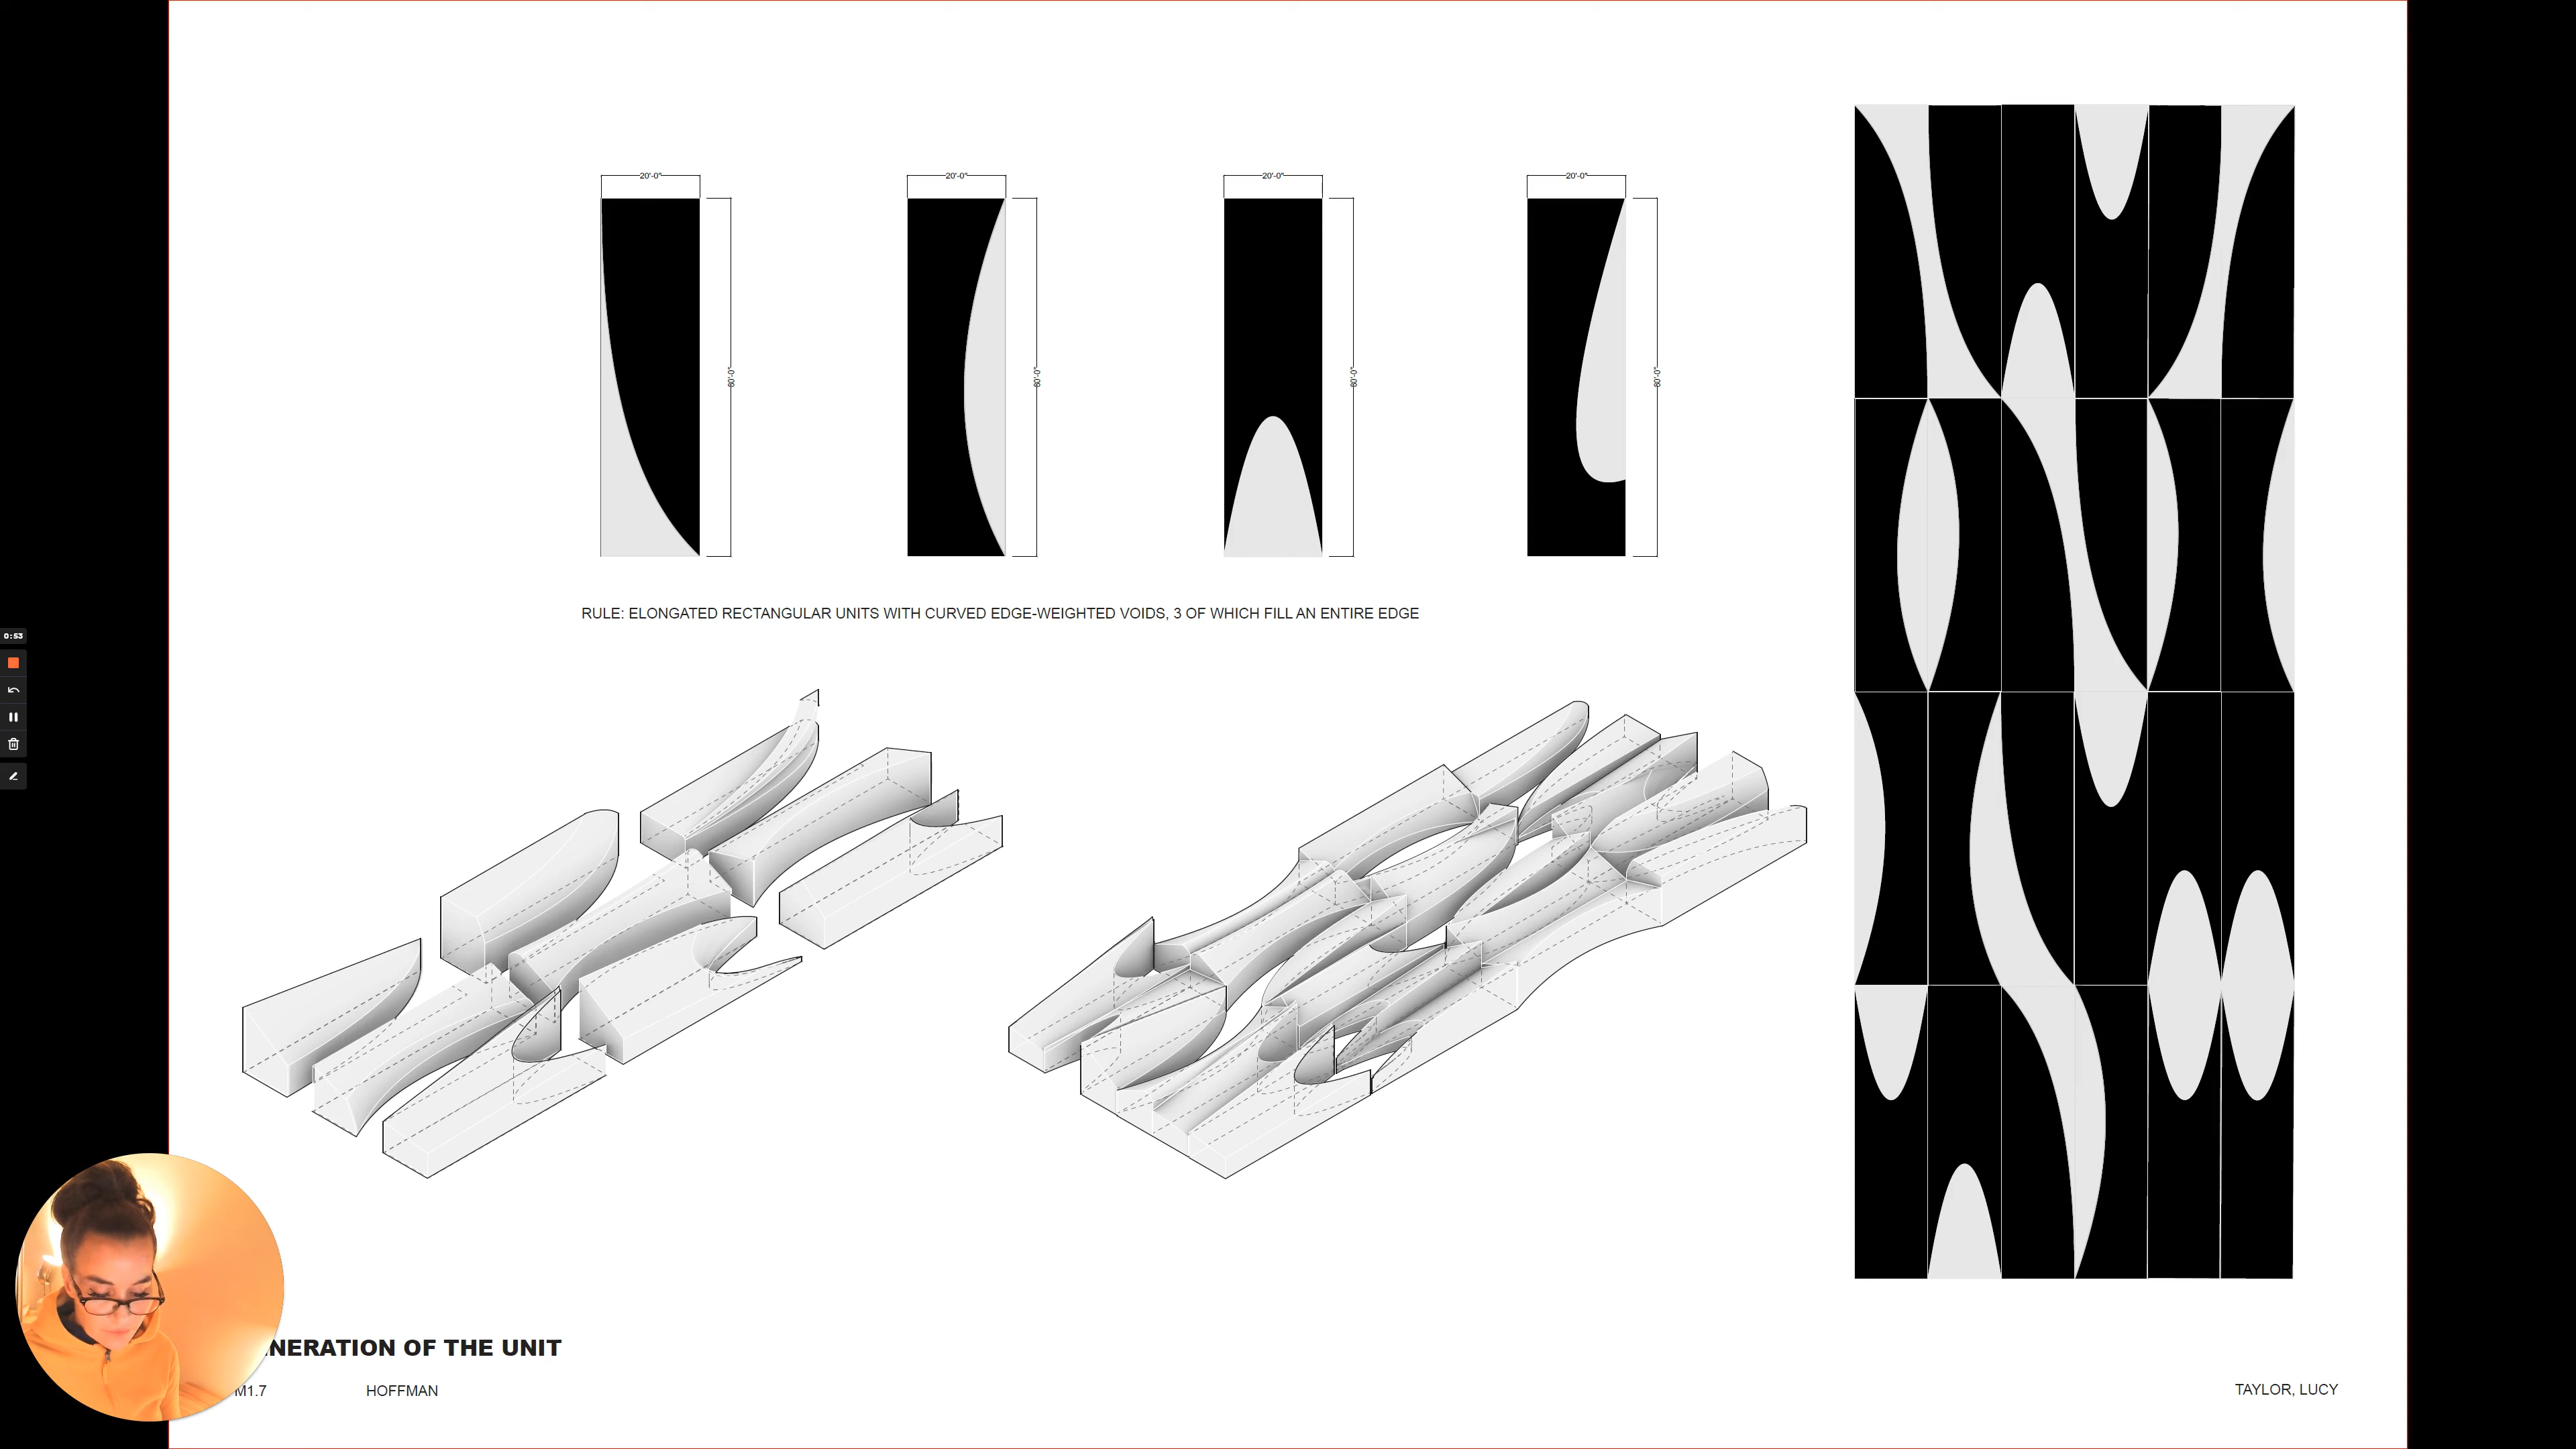 20'-0"
20'-0"
20'-0"
20'-0"
60'-0"
60'-0"
60'-0"
60'-0"
RULE: ELONGATED RECTANGULAR UNITS WITH CURVED EDGE-WEIGHTED VOIDS, 3 OF WHICH FILL AN ENTIRE EDGE
0:53
NERATION OF THE UNIT
M1.7 HOFFMAN
TAYLOR, LUCY